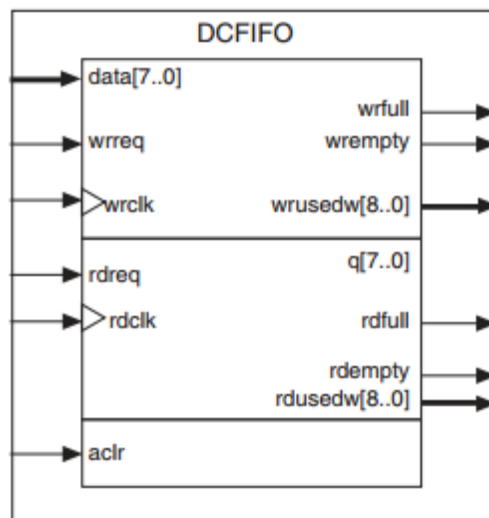 DCFIFO
data[7..0]
wrfull
wrreq
wrempty
wrclk
wrusedw[8..0]
q[7..0]
rdreq
rdclk
rdfull
rdempty
rdusedw[8..0]
aclr